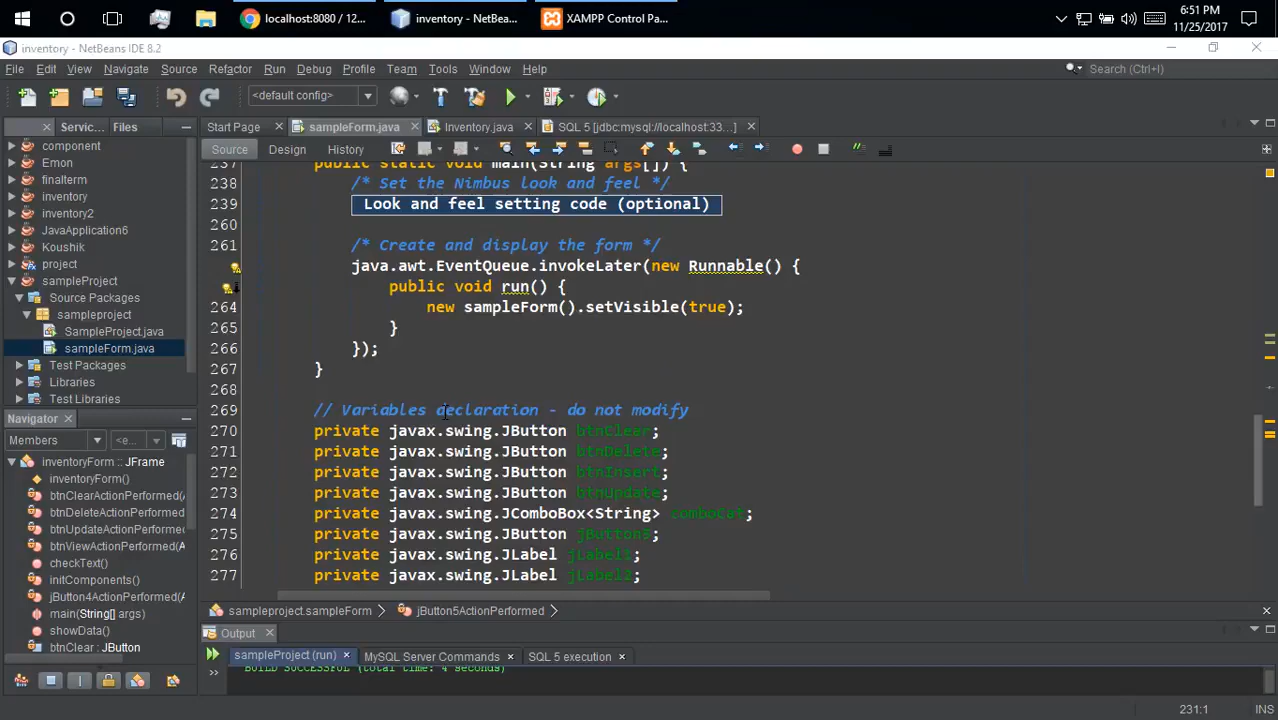 localhost:8080 / 12...
inventory - NetBe...
XAMPP Control Pa...
6:51 PM
11/25/2017
inventory - NetBeans IDE 8.2
File Edit View Navigate Source Refactor Run Debug Profile Team Tools Window Help
Search (Ctrl+I)
<default config>
Servic... Files
Start Page
sampleForm.java
Inventory.java
SQL 5 [jdbc:mysql://localhost:33...]
Source Design History
component
Emon
finalterm
inventory
inventory2
JavaApplication6
Koushik
project
sampleProject
Source Packages
sampleproject
SampleProject.java
sampleForm.java
Test Packages
Libraries
Test Libraries
237 public static void main(String args[]) {
238 /* Set the Nimbus look and feel */
239 Look and feel setting code (optional)
260
261 /* Create and display the form */
java.awt.EventQueue.invokeLater(new Runnable() {
public void run() {
264 new sampleForm().setVisible(true);
265 }
266 });
267 }
268
269 // Variables declaration - do not modify
270 private javax.swing.JButton btnClear;
271 private javax.swing.JButton btnDelete;
272 private javax.swing.JButton btnInsert;
273 private javax.swing.JButton btnUpdate;
274 private javax.swing.JComboBox<String> comboCat;
275 private javax.swing.JButton jButton5;
276 private javax.swing.JLabel jLabel1;
277 private javax.swing.JLabel jLabel2;
Navigator
Members
<e...
inventoryForm :: JFrame
inventoryForm()
btnClearActionPerformed(A
btnDeleteActionPerformed
btnUpdateActionPerformed
btnViewActionPerformed(
checkText()
initComponents()
jButton4ActionPerformed(A
main(String[] args)
showData()
btnClear : JButton
sampleproject.sampleForm
jButton5ActionPerformed
Output
sampleProject (run)
MySQL Server Commands
SQL 5 execution
BUILD SUCCESSFUL (total time: 4 seconds)
231:1
INS